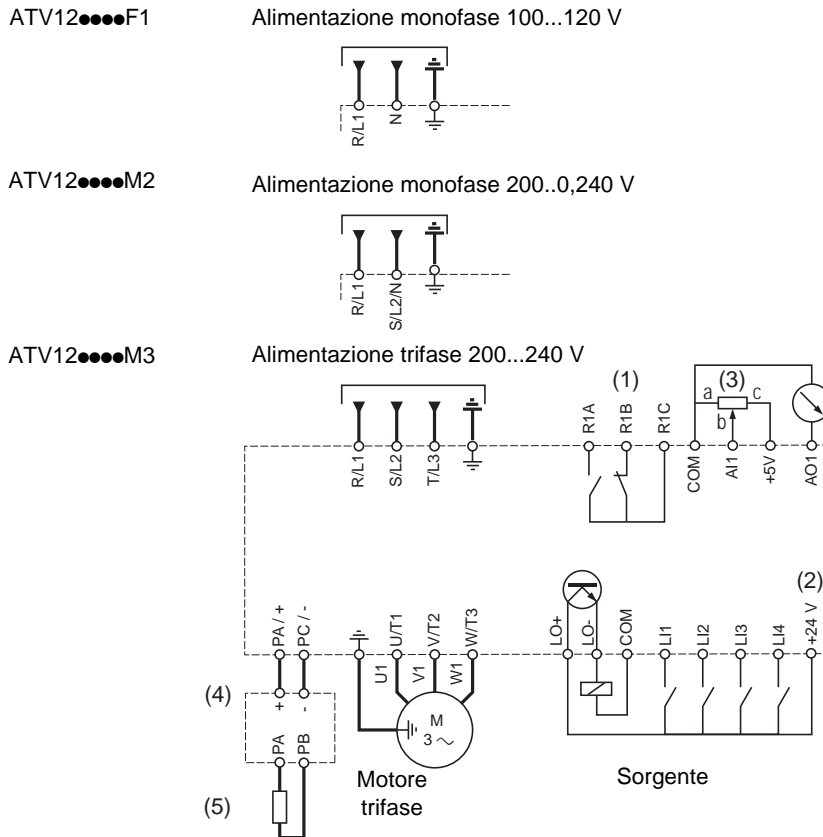 ATV12●●●●F1 Alimentazione monofase 100...120 V
R/L1 N
ATV12●●●●M2 Alimentazione monofase 200..0,240 V
R/L1 S/L2/N
ATV12●●●●M3 Alimentazione trifase 200...240 V
(1) (3)
a c
b
R/L1 S/L2 T/L3 R1A R1B R1C COM AI1 +5V AO1
(2)
PA / + PC / - U/T1 V/T2 W/T3 LO+ LO- COM LI1 LI2 LI3 LI4 +24 V
U1 V1 W1
(4) + -
M
3
PA PB
Motore
trifase
Sorgente
(5)